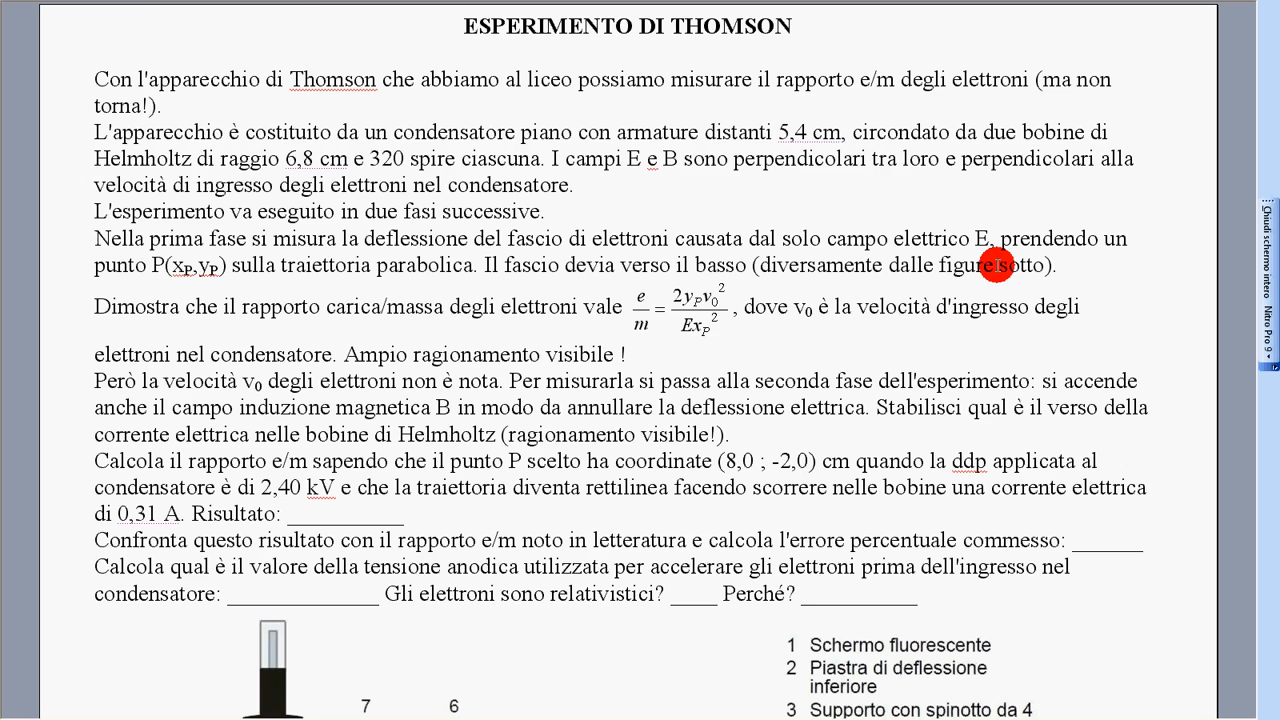 ESPERIMENTO DI THOMSON
Con l'apparecchio di Thomson che abbiamo al liceo possiamo misurare il rapporto e/m degli elettroni (ma non
torna!).
L'apparecchio è costituito da un condensatore piano con armature distanti 5,4 cm, circondato da due bobine di
Helmholtz di raggio 6,8 cm e 320 spire ciascuna. I campi E e B sono perpendicolari tra loro e perpendicolari alla
velocità di ingresso degli elettroni nel condensatore.
L'esperimento va eseguito in due fasi successive.
Nella prima fase si misura la deflessione del fascio di elettroni causata dal solo campo elettrico E, prendendo un
punto P(xP,yP) sulla traiettoria parabolica. Il fascio devia verso il basso (diversamente dalle figure sotto).
Dimostra che il rapporto carica/massa degli elettroni vale e/m = 2yPv0²/ExP², dove v0 è la velocità d'ingresso degli
elettroni nel condensatore. Ampio ragionamento visibile !
Però la velocità v0 degli elettroni non è nota. Per misurarla si passa alla seconda fase dell'esperimento: si accende
anche il campo induzione magnetica B in modo da annullare la deflessione elettrica. Stabilisci qual è il verso della
corrente elettrica nelle bobine di Helmholtz (ragionamento visibile!).
Calcola il rapporto e/m sapendo che il punto P scelto ha coordinate (8,0 ; -2,0) cm quando la ddp applicata al
condensatore è di 2,40 kV e che la traiettoria diventa rettilinea facendo scorrere nelle bobine una corrente elettrica
di 0,31 A. Risultato: __________
Confronta questo risultato con il rapporto e/m noto in letteratura e calcola l'errore percentuale commesso: ______
Calcola qual è il valore della tensione anodica utilizzata per accelerare gli elettroni prima dell'ingresso nel
condensatore: _____________ Gli elettroni sono relativistici? ____ Perché? __________
7 6
1 Schermo fluorescente
2 Piastra di deflessione
inferiore
3 Supporto con spinotto da 4
Chiudi schermo intero Nitro Pro 9